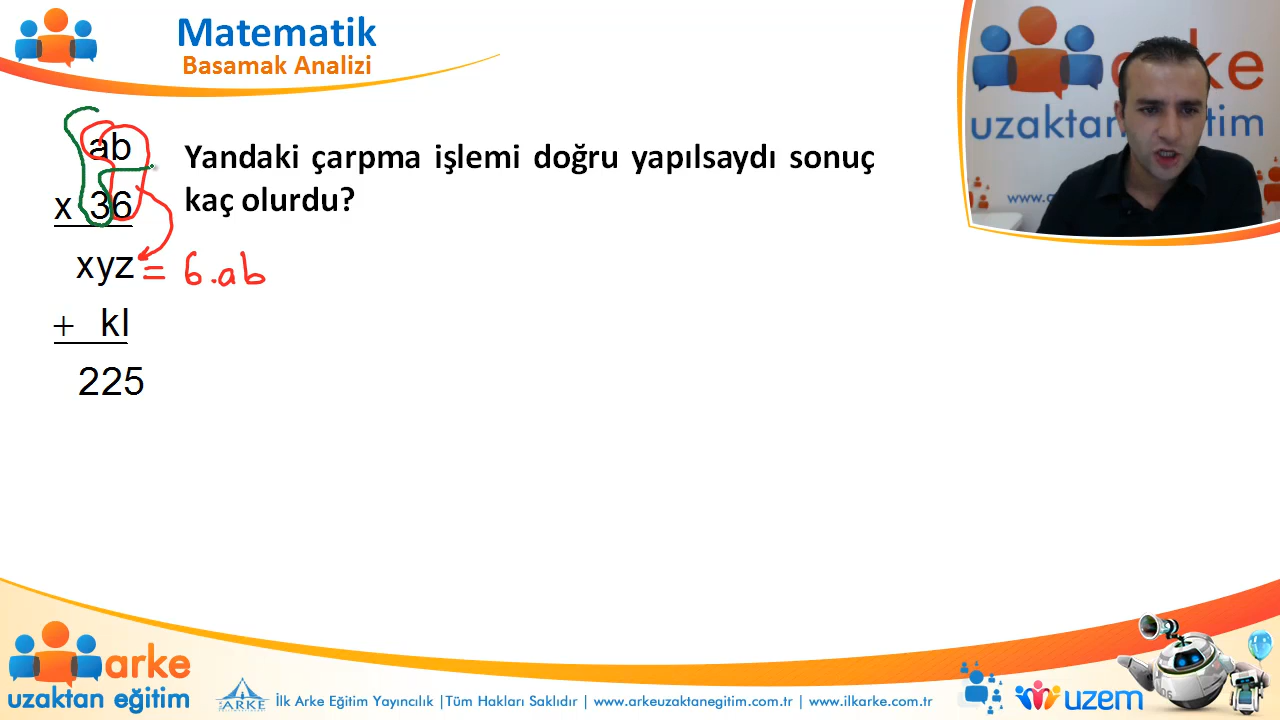 Matematik
Basamak Analizi
arke
uzaktan eğitim
www.
ab
x 36
xyz = 6.ab
+ kl
225
Yandaki çarpma işlemi doğru yapılsaydı sonuç
kaç olurdu?
arke
uzaktan eğitim
ARKE
İlk Arke Eğitim Yayıncılık |Tüm Hakları Saklıdır | www.arkeuzaktanegitim.com.tr | www.ilkarke.com.tr
uzem